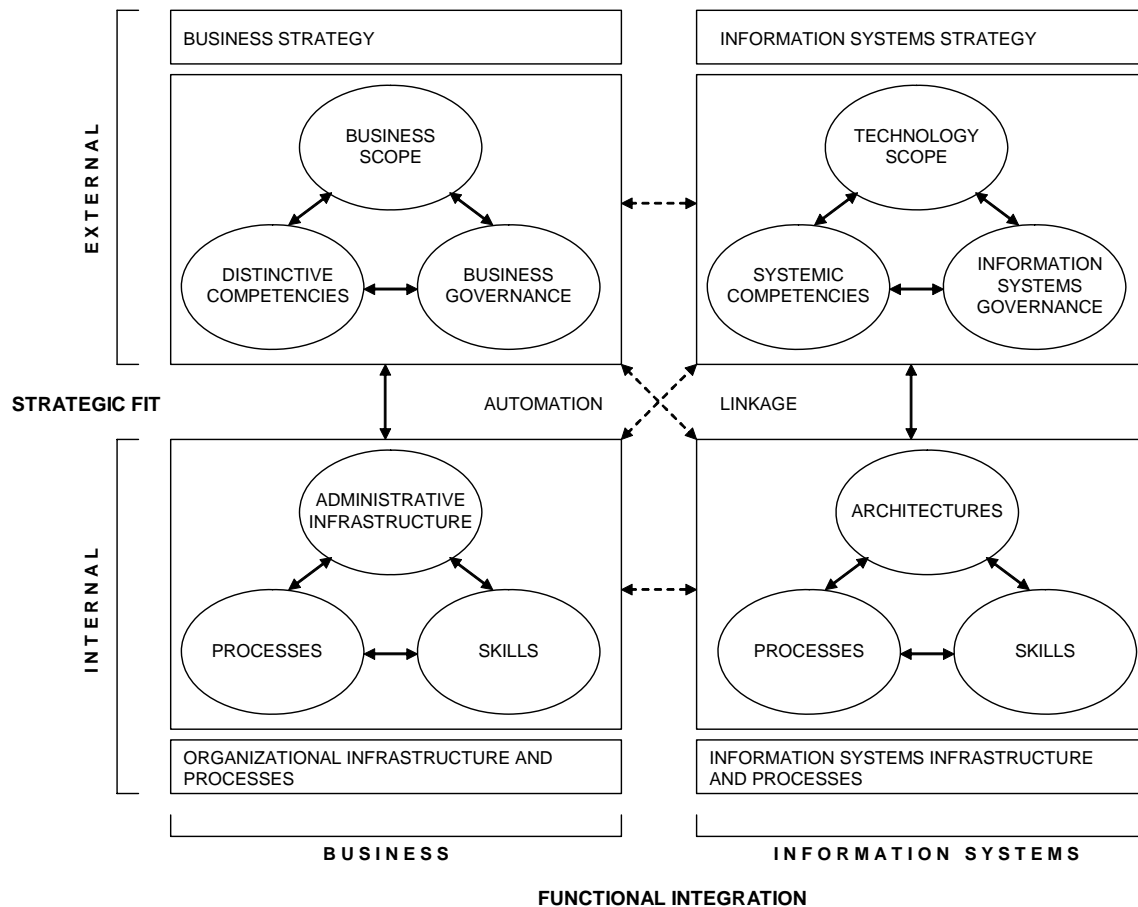 BUSINESS STRATEGY
INFORMATION SYSTEMS STRATEGY
EXTERNAL
BUSINESS
SCOPE
DISTINCTIVE
COMPETENCIES
BUSINESS
GOVERNANCE
TECHNOLOGY
SCOPE
SYSTEMIC
COMPETENCIES
INFORMATION
SYSTEMS
GOVERNANCE
STRATEGIC FIT
AUTOMATION
LINKAGE
INTERNAL
ADMINISTRATIVE
INFRASTRUCTURE
PROCESSES
SKILLS
ARCHITECTURES
PROCESSES
SKILLS
ORGANIZATIONAL INFRASTRUCTURE AND
PROCESSES
INFORMATION SYSTEMS INFRASTRUCTURE
AND PROCESSES
BUSINESS
INFORMATION SYSTEMS
FUNCTIONAL INTEGRATION